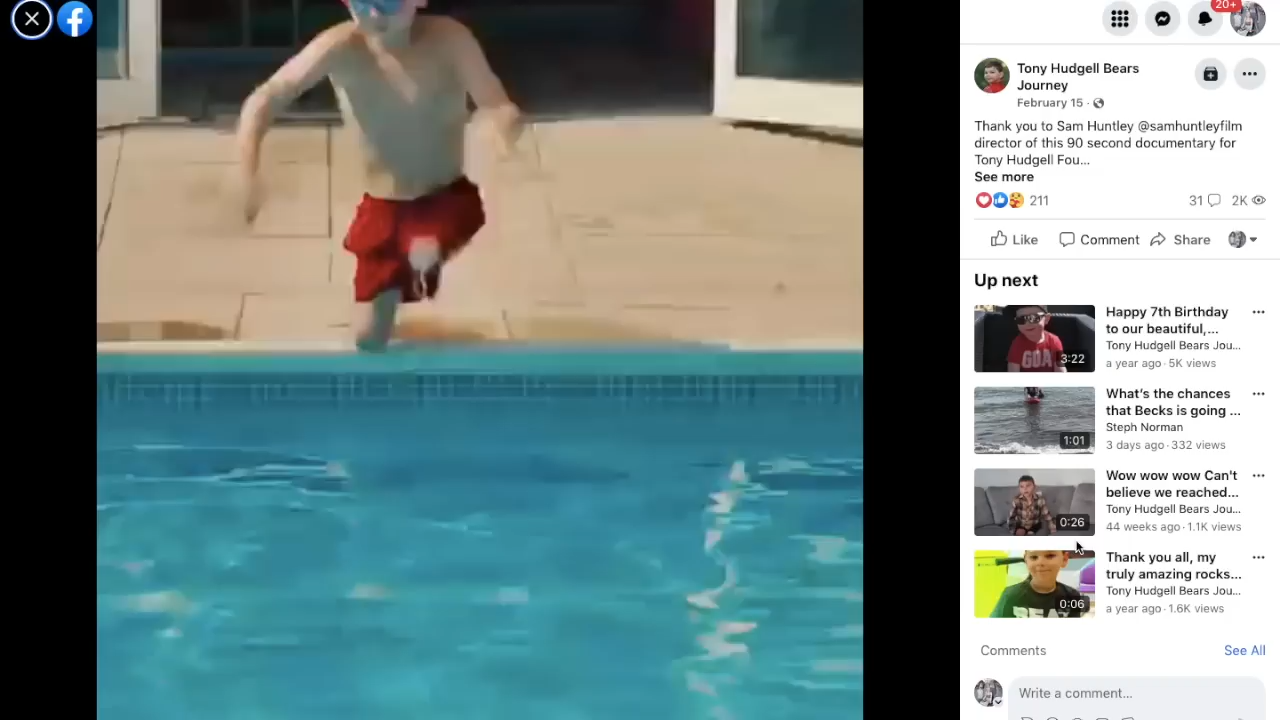 20+
Tony Hudgell Bears
Journey
February 15 ·
Thank you to Sam Huntley @samhuntleyfilm
director of this 90 second documentary for
Tony Hudgell Fou...
See more
211
31
2K
Like
Comment
Share
Up next
Happy 7th Birthday
to our beautiful,...
Tony Hudgell Bears Jou...
a year ago · 5K views
3:22
GOA
What's the chances
that Becks is going ...
Steph Norman
3 days ago · 332 views
1:01
Wow wow wow Can't
believe we reached...
Tony Hudgell Bears Jou...
44 weeks ago · 1.1K views
0:26
Thank you all, my
truly amazing rocks...
Tony Hudgell Bears Jou...
a year ago · 1.6K views
0:06
Comments
See All
Write a comment...